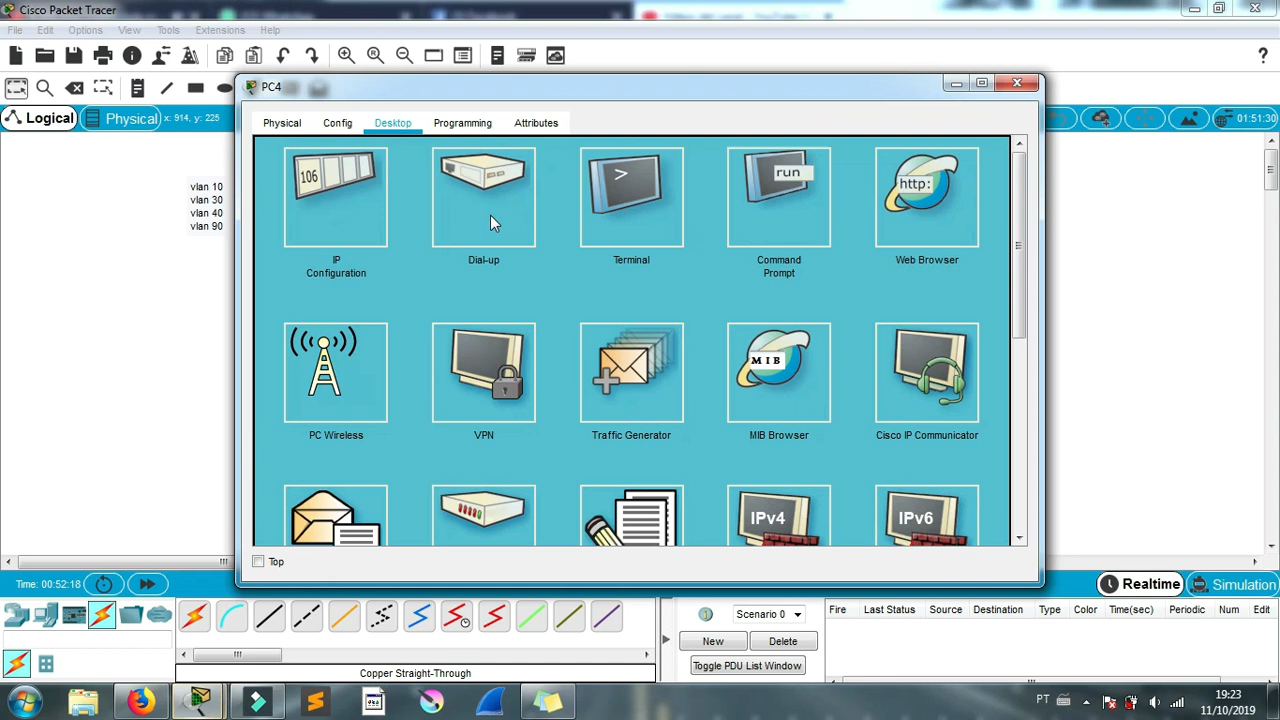 Cisco Packet Tracer
File Edit Options View Tools Extensions Help
PC4
Logical Physical x: 914, y: 225
01:51:30
Physical Config Desktop Programming Attributes
vlan 10
vlan 30
vlan 40
vlan 90
106
>
run
http:
IP
Configuration
Dial-up
Terminal
Command
Prompt
Web Browser
MIB
PC Wireless
VPN
Traffic Generator
MIB Browser
Cisco IP Communicator
IPv4
IPv6
Top
Time: 00:52:18
Realtime
Simulation
Scenario 0
Fire Last Status Source Destination Type Color Time(sec) Periodic Num Edit
New Delete
Toggle PDU List Window
Copper Straight-Through
PT
19:23
11/10/2019